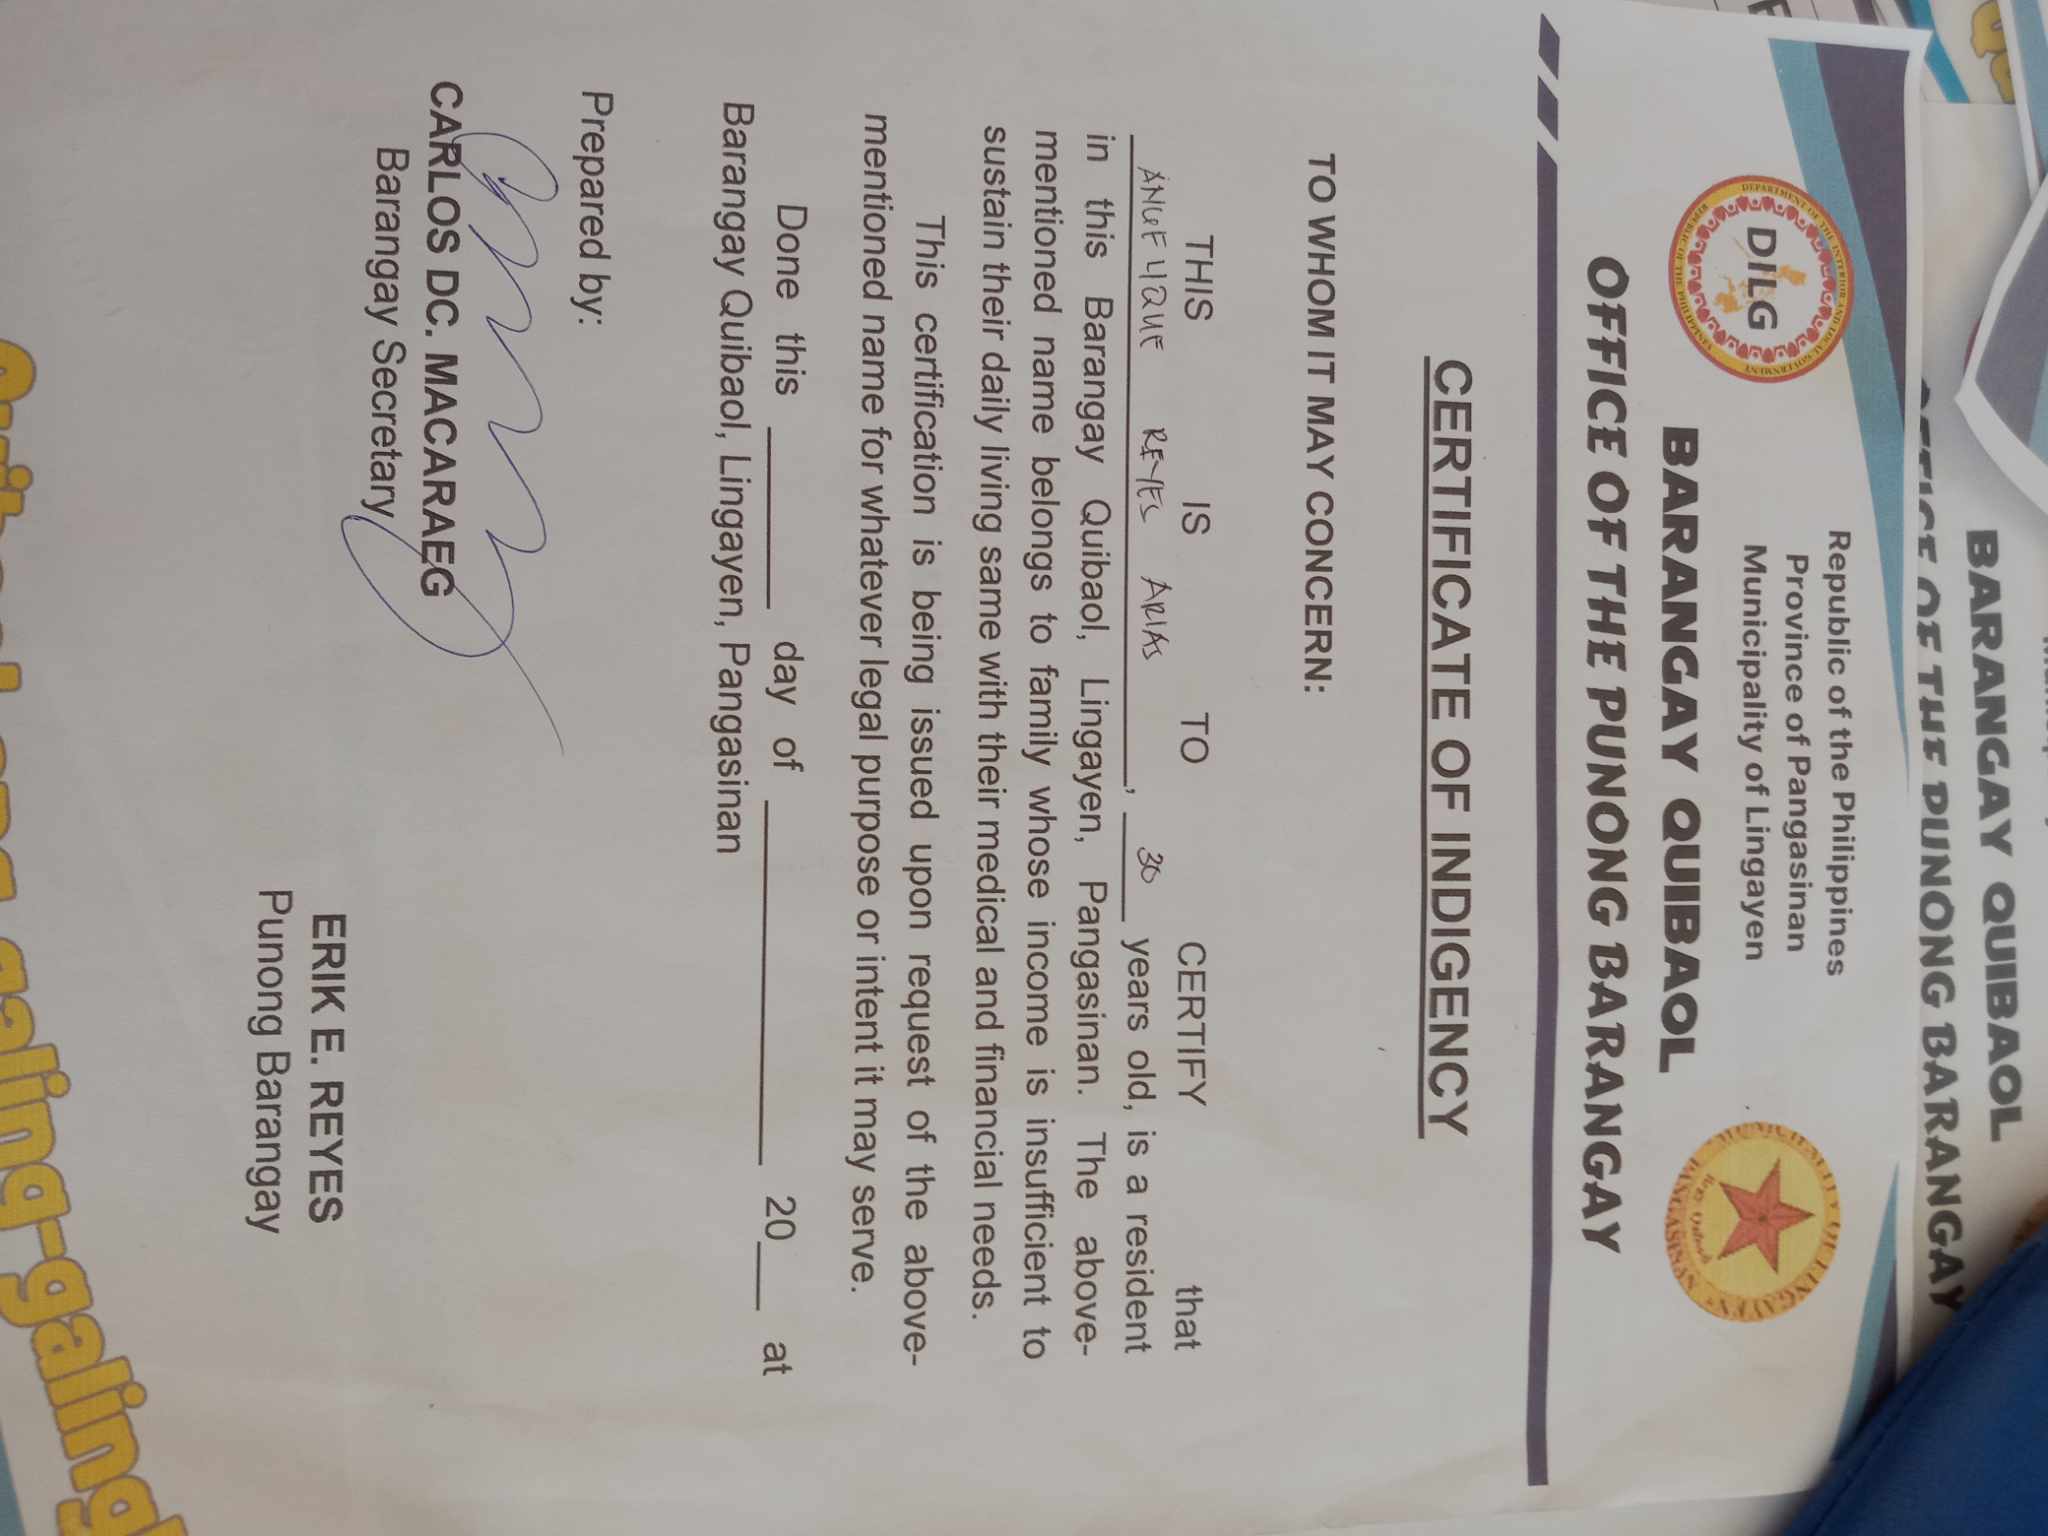 Republic of the Philippines
Province of Pangasinan
Municipality of Lingayen
BARANGAY QUIBAOL
OFFICE OF THE PUNONG BARANGAY
DILG
DEPARTMENT OF THE INTERIOR AND LOCAL GOVERNMENT
REPUBLIC OF THE PHILIPPINES
MUNICIPALITY OF LINGAYEN
PANGASINAN
Brgy Quibaol
CERTIFICATE OF INDIGENCY
TO WHOM IT MAY CONCERN:
THIS IS TO CERTIFY that
ANGELIQUE REYES ARIAS, 30 years old, is a resident
in this Barangay Quibaol, Lingayen, Pangasinan. The above-
mentioned name belongs to family whose income is insufficient to
sustain their daily living same with their medical and financial needs.
This certification is being issued upon request of the above-
mentioned name for whatever legal purpose or intent it may serve.
Done this ______ day of ____________ 20__ at
Barangay Quibaol, Lingayen, Pangasinan
Prepared by:
CARLOS DC. MACARAEG
Barangay Secretary
ERIK E. REYES
Punong Barangay
galing-galing
BARANGAY QUIBAOL
OFFICE OF THE PUNONG BARANGAY